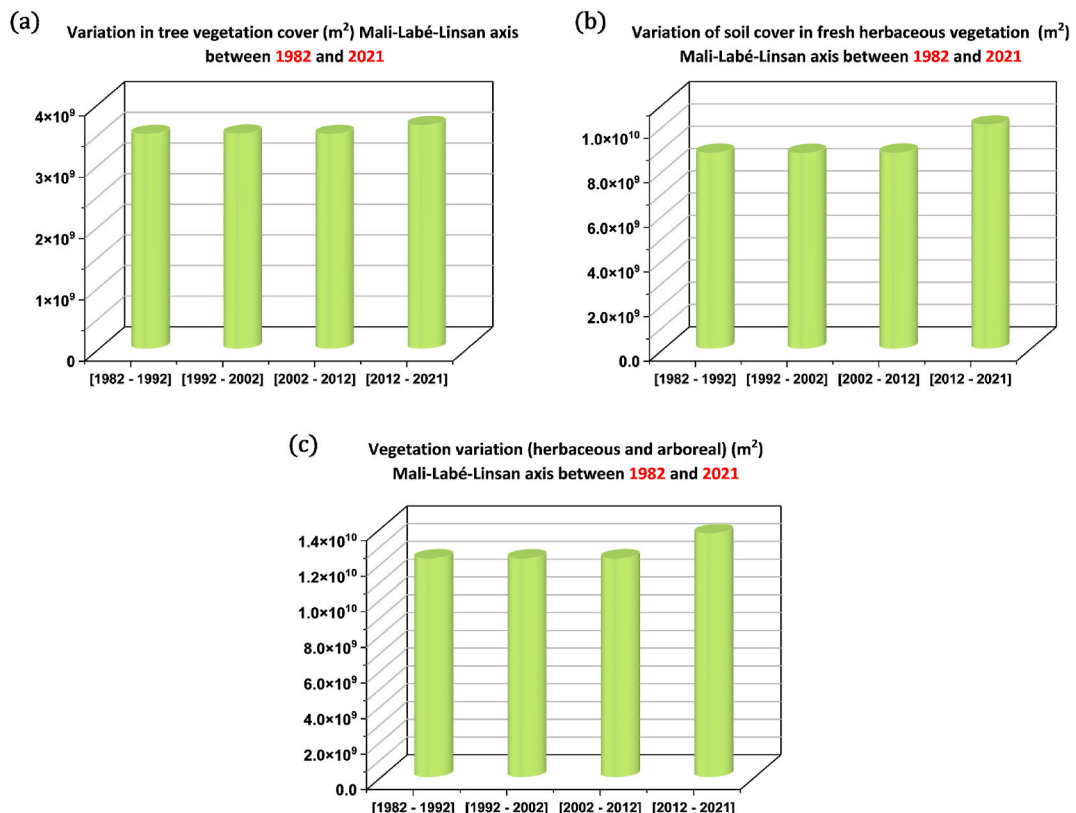 (a)
Variation in tree vegetation cover (m²) Mali-Labé-Linsan axis
between 1982 and 2021
4×10⁹
3×10⁹
2×10⁹
1×10⁹
0
[1982 - 1992] [1992 - 2002] [2002 - 2012] [2012 - 2021]
(b)
Variation of soil cover in fresh herbaceous vegetation (m²)
Mali-Labé-Linsan axis between 1982 and 2021
1.0×10¹⁰
8.0×10⁹
6.0×10⁹
4.0×10⁹
2.0×10⁹
0.0
[1982 - 1992] [1992 - 2002] [2002 - 2012] [2012 - 2021]
(c)
Vegetation variation (herbaceous and arboreal) (m²)
Mali-Labé-Linsan axis between 1982 and 2021
1.4×10¹⁰
1.2×10¹⁰
1.0×10¹⁰
8.0×10⁹
6.0×10⁹
4.0×10⁹
2.0×10⁹
0.0
[1982 - 1992] [1992 - 2002] [2002 - 2012] [2012 - 2021]